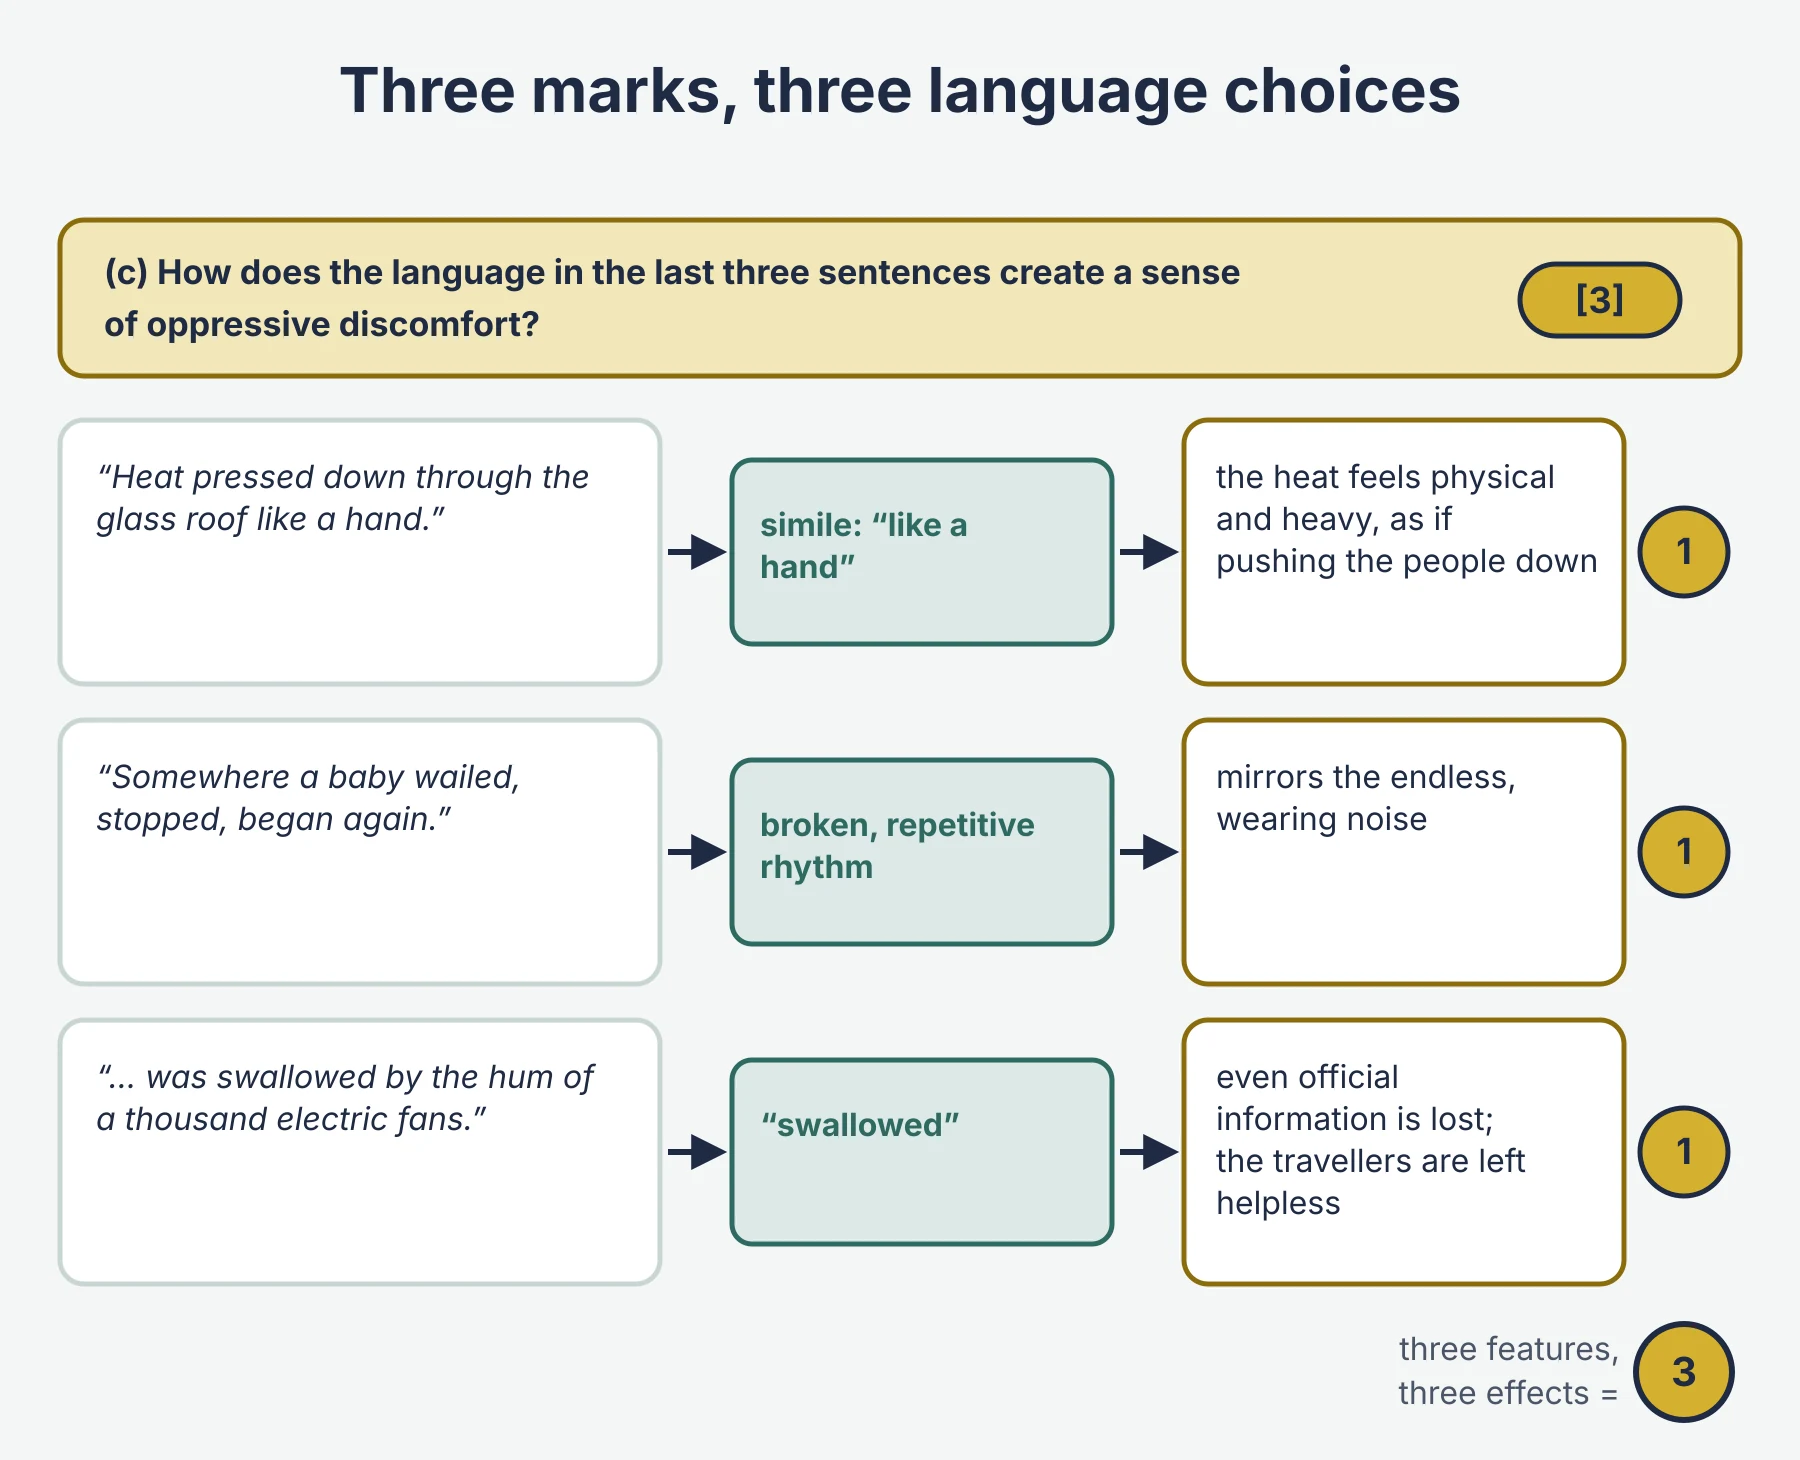 Three marks, three language choices
(c) How does the language in the last three sentences create a sense
of oppressive discomfort?
[3]
“Heat pressed down through the
glass roof like a hand.”
simile: “like a
hand”
the heat feels physical
and heavy, as if
pushing the people down
1
“Somewhere a baby wailed,
stopped, began again.”
broken, repetitive
rhythm
mirrors the endless,
wearing noise
1
“... was swallowed by the hum of
a thousand electric fans.”
“swallowed”
even official
information is lost;
the travellers are left
helpless
1
three features,
three effects =
3